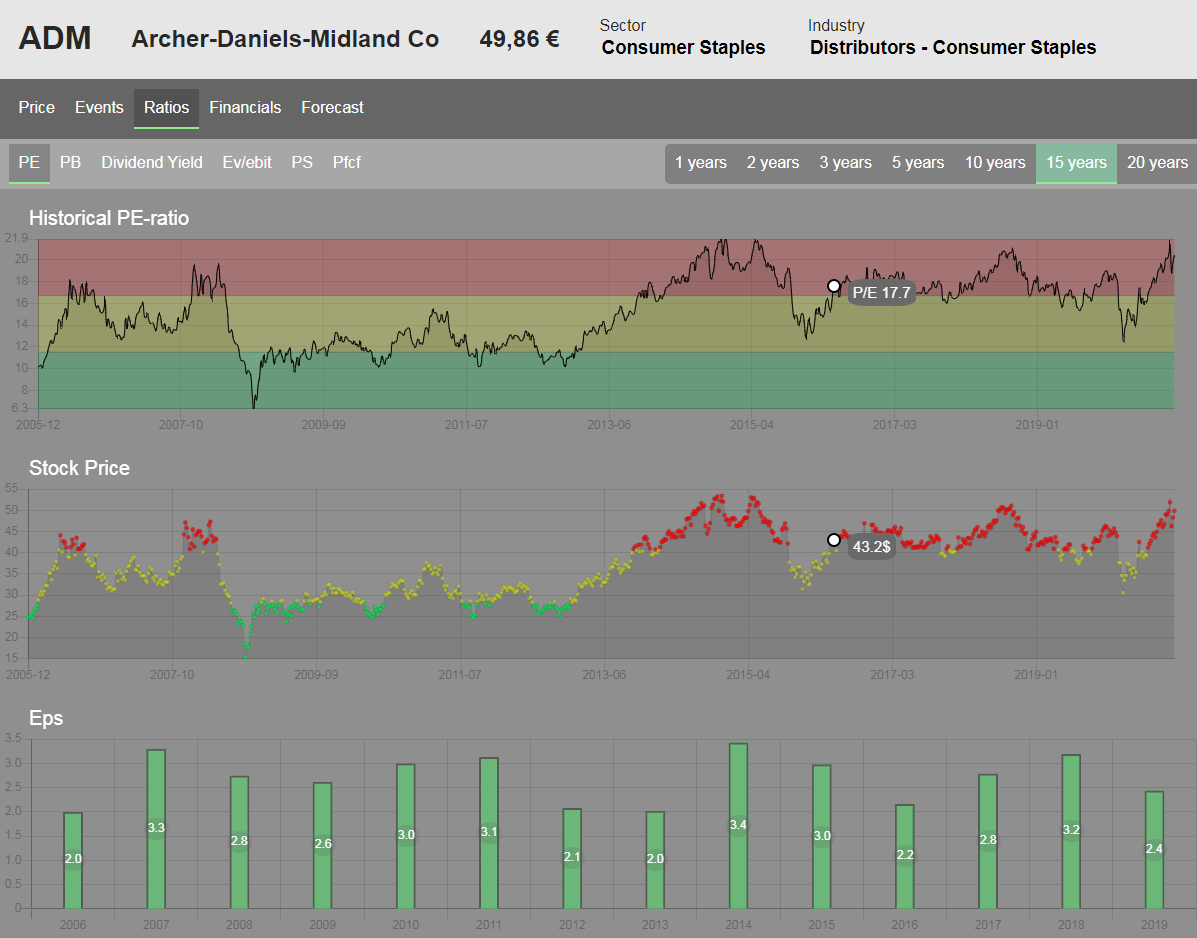 ADM Archer-Daniels-Midland Co 49,86 € Sector Industry
Consumer Staples Distributors - Consumer Staples
Price Events Ratios Financials Forecast
PE PB Dividend Yield Ev/ebit PS Pfcf 1 years 2 years 3 years 5 years 10 years 15 years 20 years
Historical PE-ratio
21.9
20
18
P/E 17.7
16
14
12
10
8
6.3
2005-12 2007-10 2009-09 2011-07 2013-06 2015-04 2017-03 2019-01
Stock Price
55
50
45
43.2$
40
35
30
25
20
15
2005-12 2007-10 2009-09 2011-07 2013-06 2015-04 2017-03 2019-01
Eps
3.5
3.0
2.5
2.0
1.5
1.0
0.5
0
2.0 3.3 2.8 2.6 3.0 3.1 2.1 2.0 3.4 3.0 2.2 2.8 3.2 2.4
2006 2007 2008 2009 2010 2011 2012 2013 2014 2015 2016 2017 2018 2019